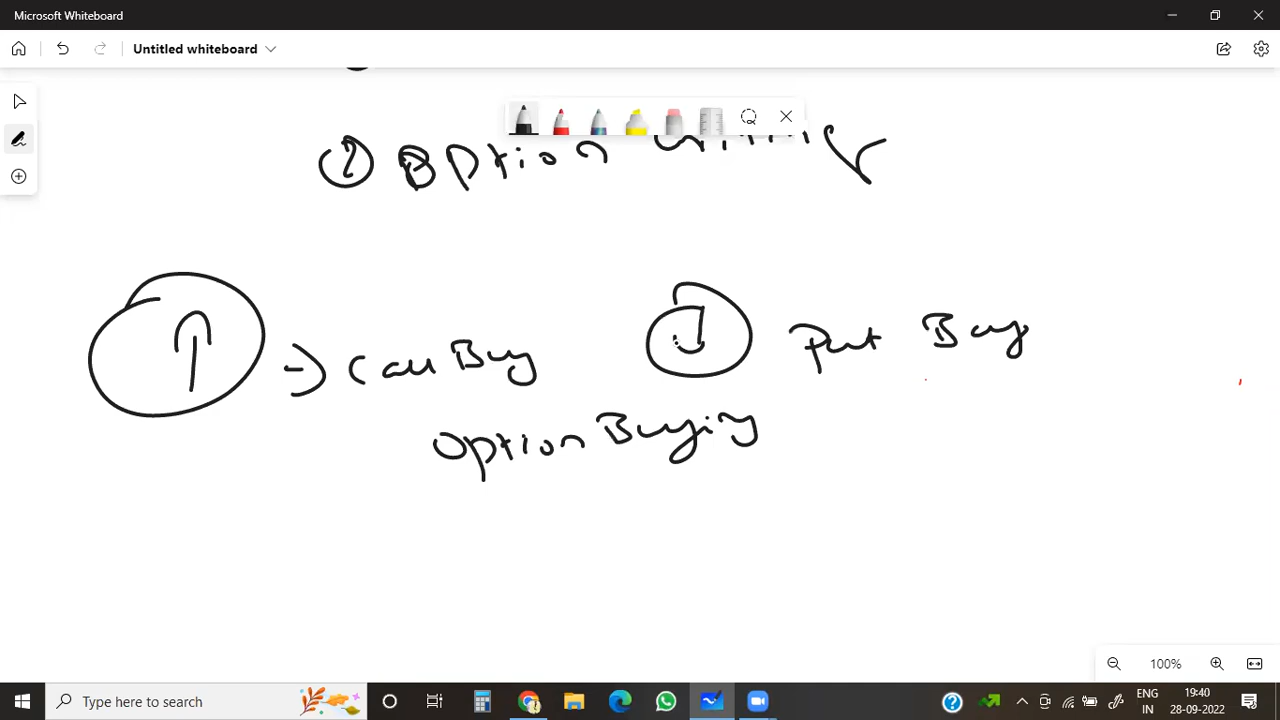 Microsoft Whiteboard
Untitled whiteboard
② Option writing
↑ → Call Buy
↓ Put Buy
Option Buying
100%
Type here to search
ENG
IN
19:40
28-09-2022